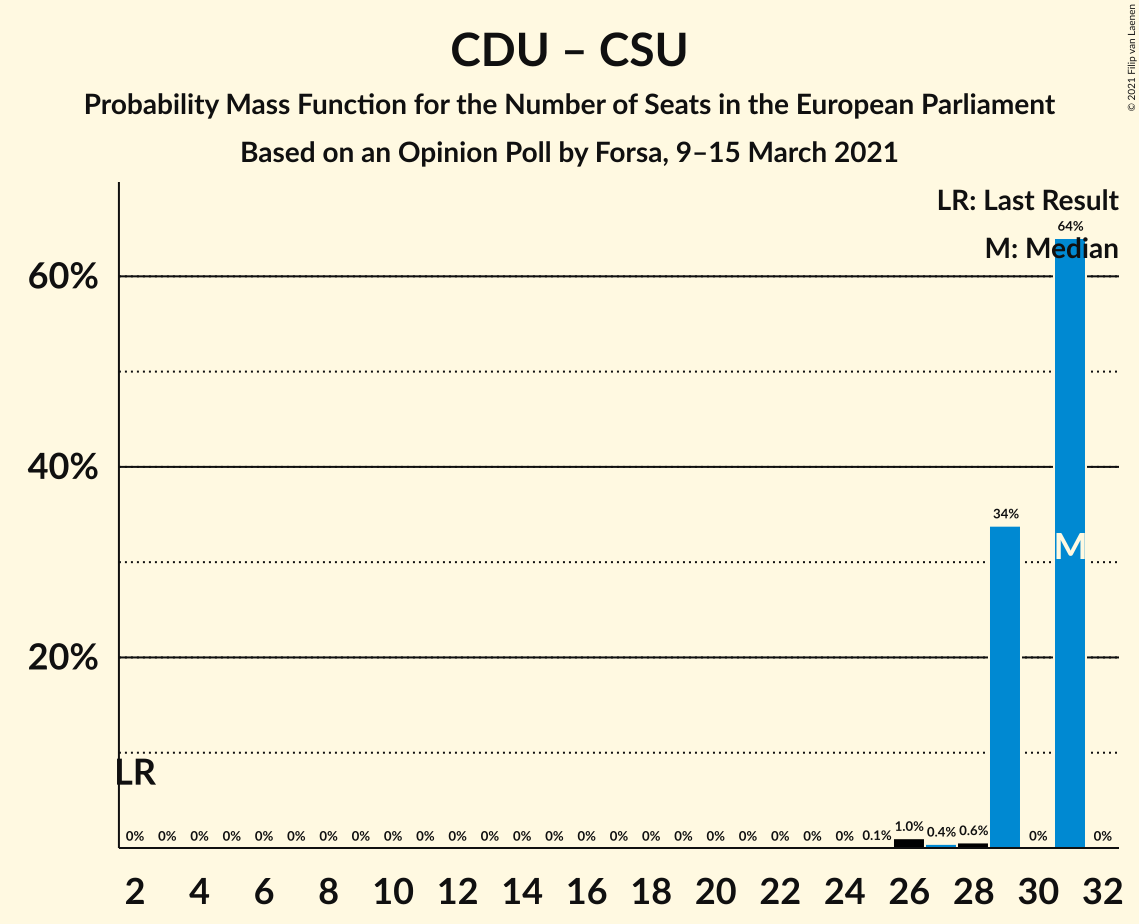 © 2021 Filip van Laenen
CDU – CSU
Probability Mass Function for the Number of Seats in the European Parliament
Based on an Opinion Poll by Forsa, 9–15 March 2021
LR: Last Result
M: Median
64%
60%
34%
40%
M
20%
LR
0% 0% 0% 0% 0% 0% 0% 0% 0% 0% 0% 0% 0% 0% 0% 0% 0% 0% 0% 0% 0% 0% 0% 0.1% 1.0% 0.4% 0.6% 0% 0%
2 4 6 8 10 12 14 16 18 20 22 24 26 28 30 32